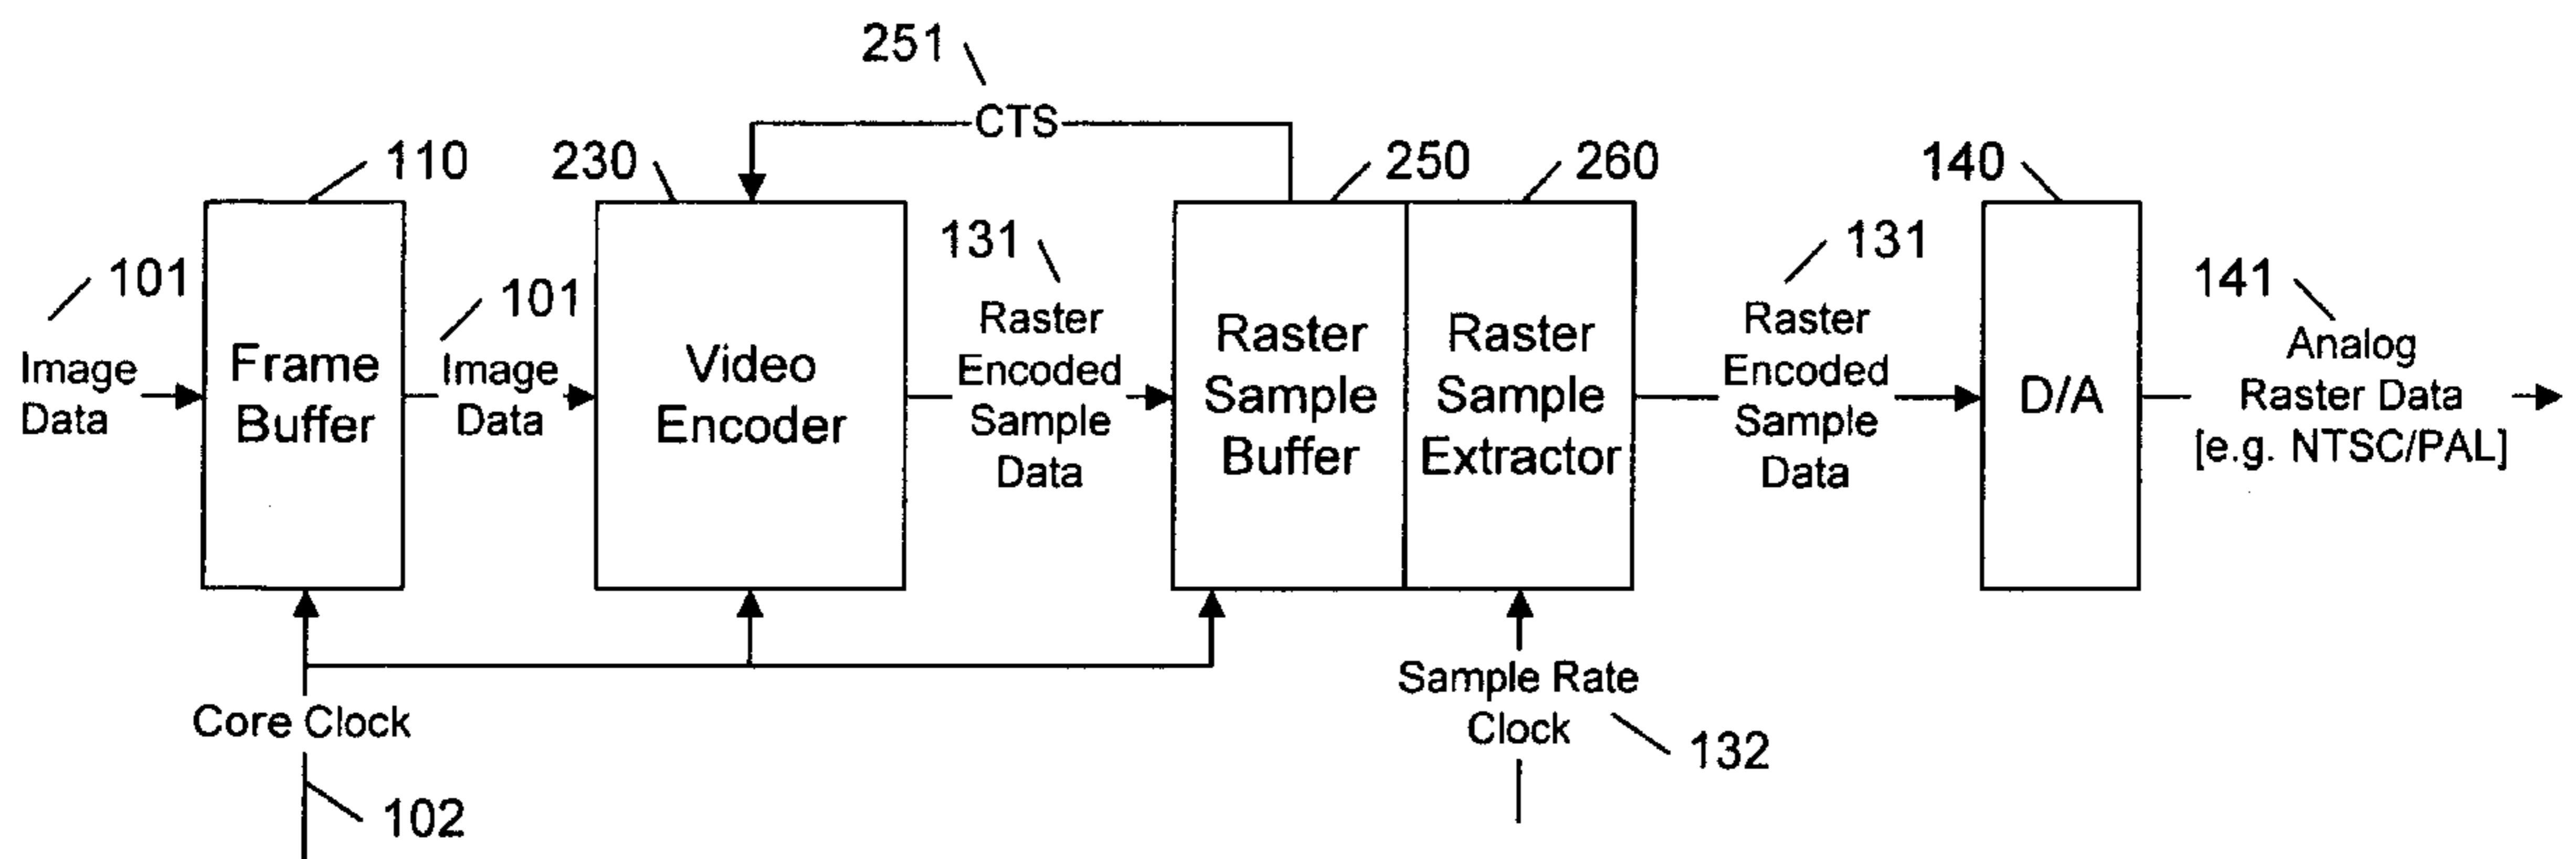 251
CTS
110
230
250
260
140
101
Image
Data
Frame
Buffer
101
Image
Data
Video
Encoder
131
Raster
Encoded
Sample
Data
Raster
Sample
Buffer
Raster
Sample
Extractor
131
Raster
Encoded
Sample
Data
D/A
141
Analog
Raster Data
[e.g. NTSC/PAL]
Core Clock
102
Sample Rate
Clock
132